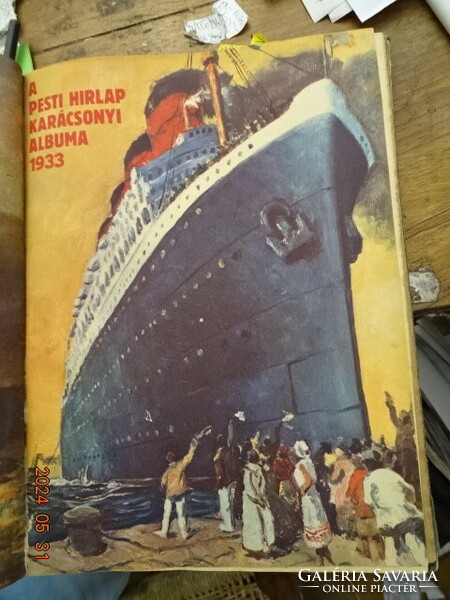 A
PESTI HIRLAP
KARÁCSONYI
ALBUMA
1933
2024 05 31
GALÉRIA SAVARIA
ONLINE PIACTÉR